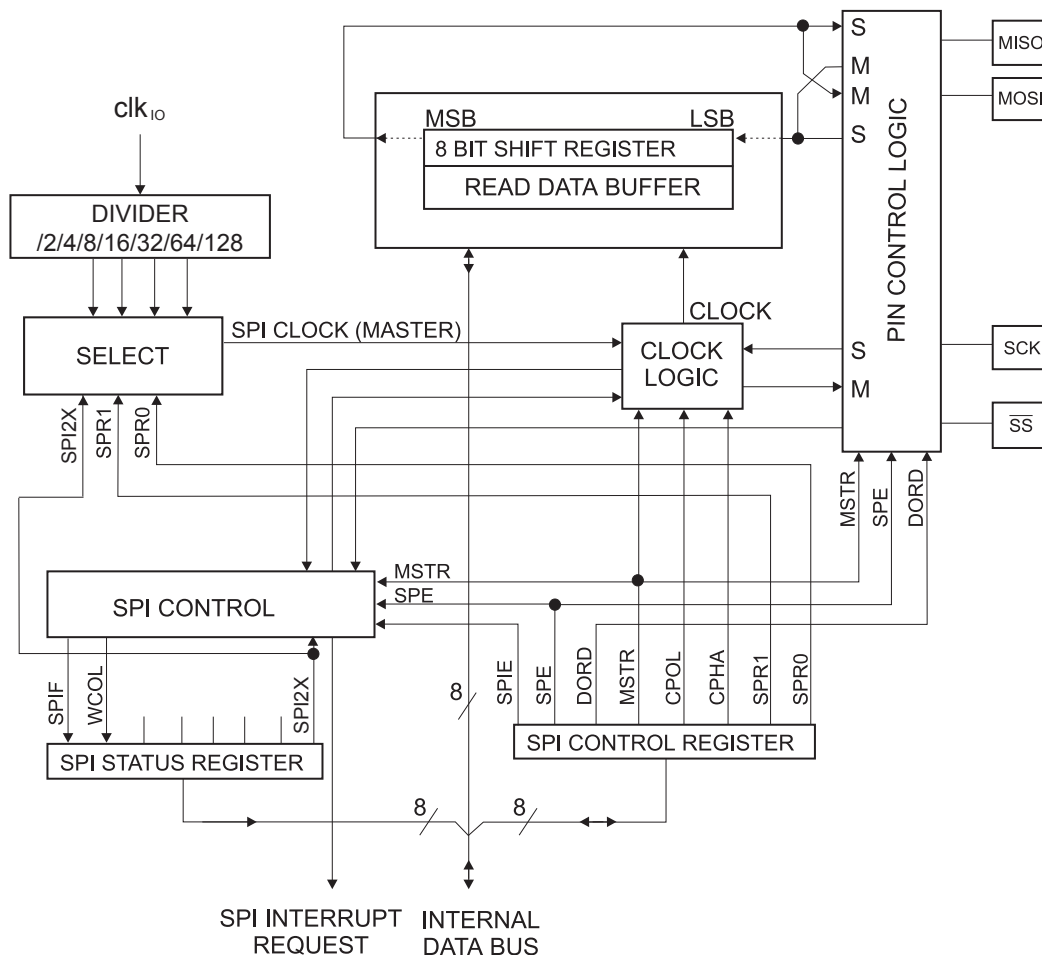 S
MISO
M
clk IO
M
MOSI
MSB
LSB
S
8 BIT SHIFT REGISTER
READ DATA BUFFER
PIN CONTROL LOGIC
DIVIDER
/2/4/8/16/32/64/128
CLOCK
SPI CLOCK (MASTER)
SELECT
CLOCK
LOGIC
S
SCK
M
SPI2X
SPR1
SPR0
SS
MSTR
SPE
DORD
MSTR
SPE
SPI CONTROL
SPIF
WCOL
SPI2X
8
SPIE
SPE
DORD
MSTR
CPOL
CPHA
SPR1
SPR0
SPI STATUS REGISTER
SPI CONTROL REGISTER
8
8
SPI INTERRUPT
REQUEST
INTERNAL
DATA BUS